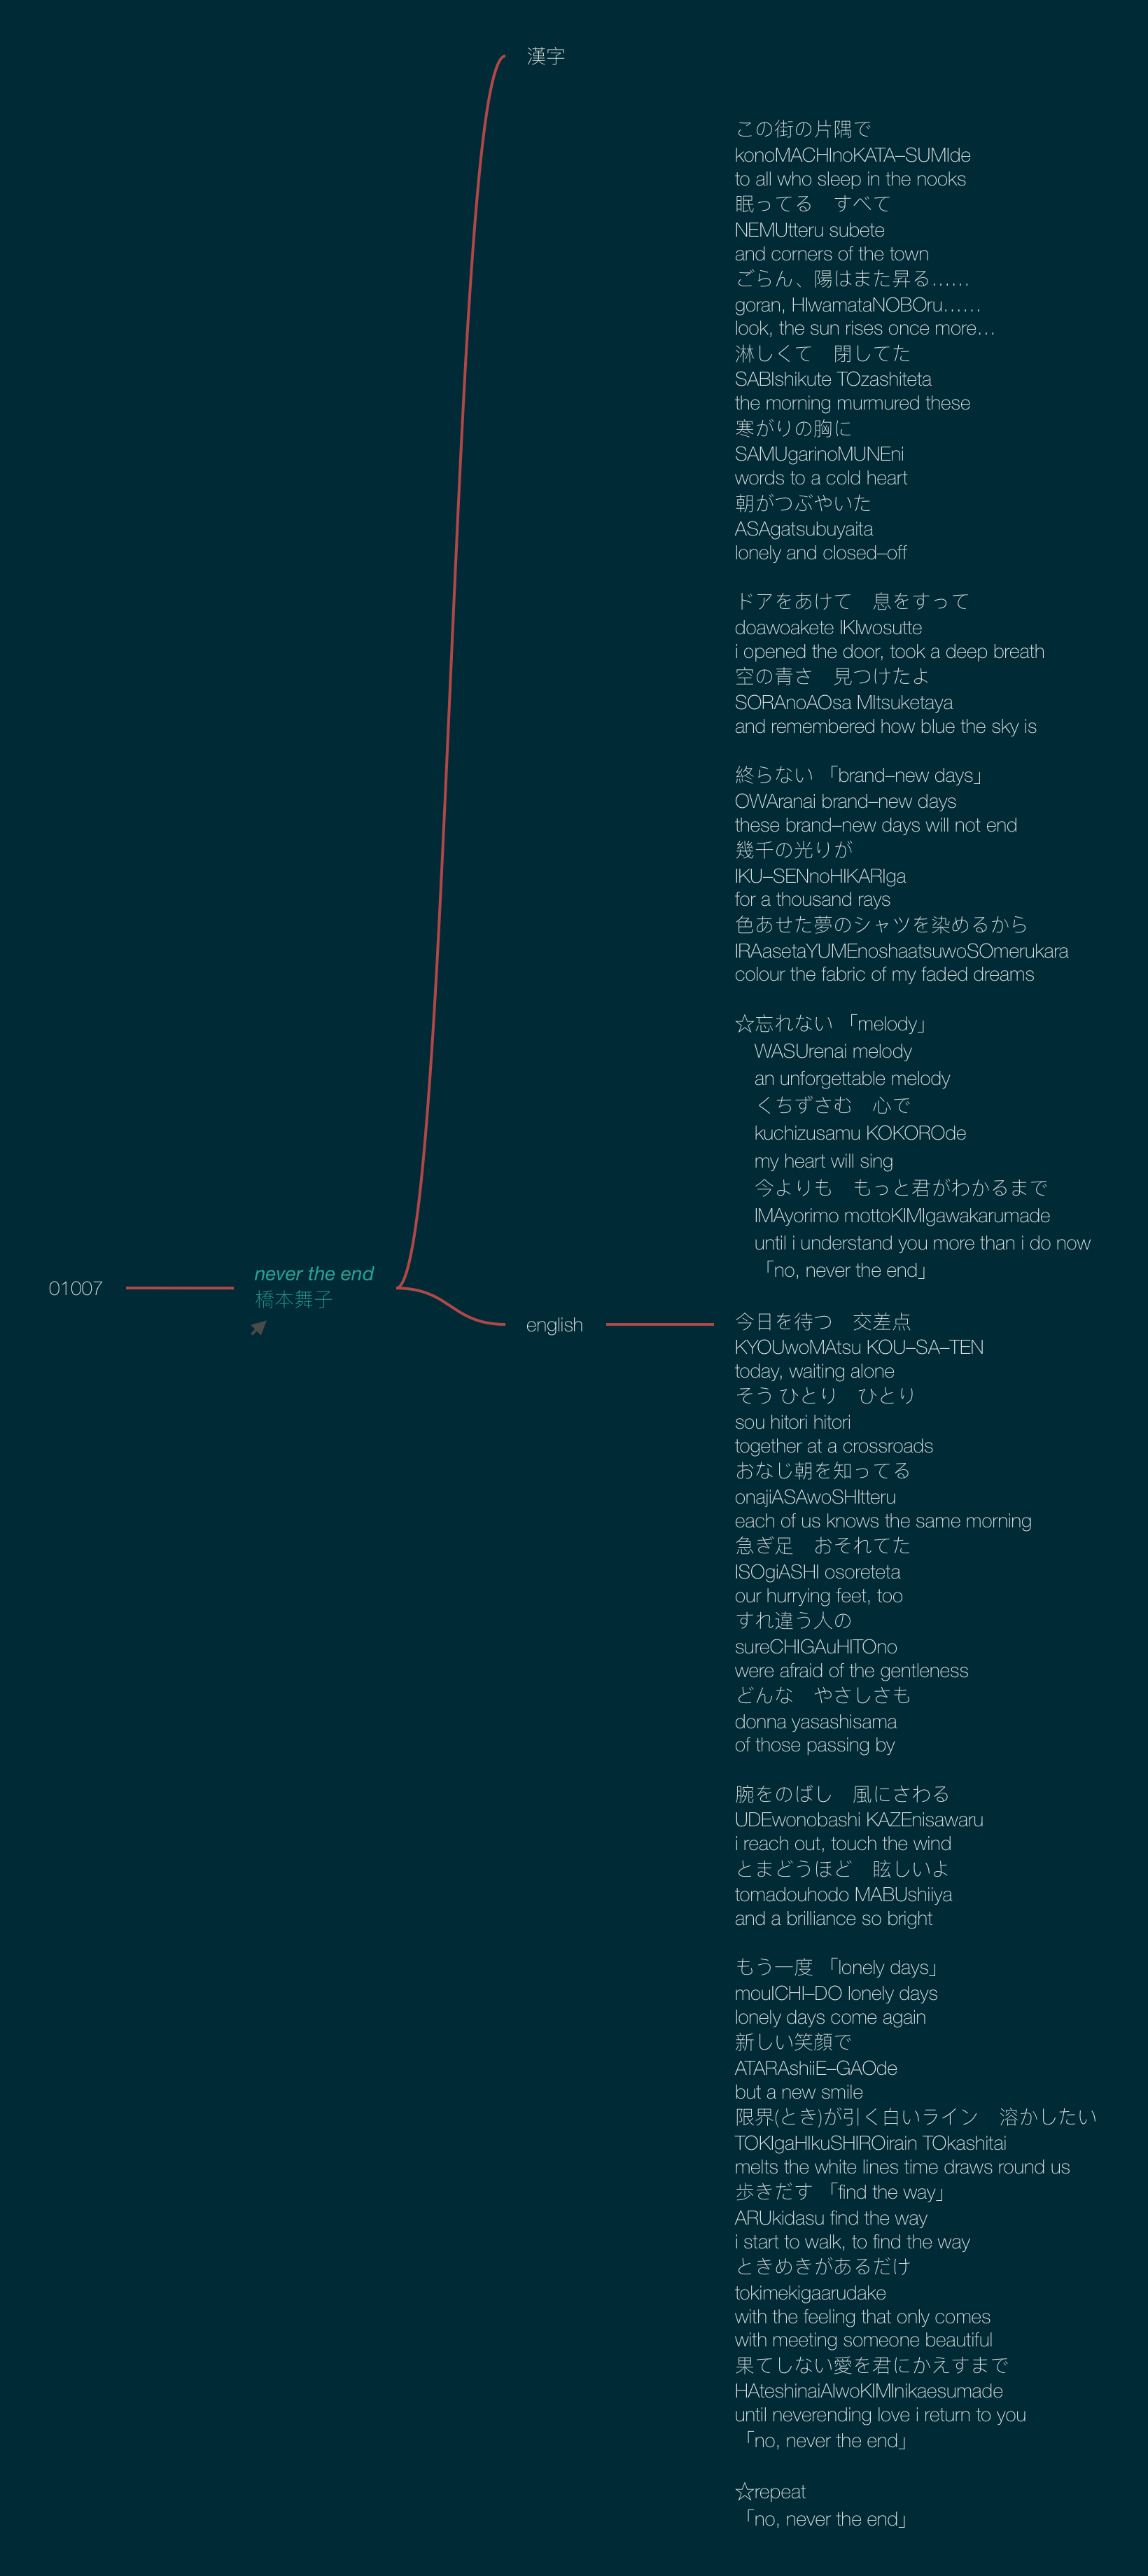 漢字
01007
never the end
橋本舞子
english
この街の片隅で
konoMACHInoKATA–SUMIde
to all who sleep in the nooks
眠ってる　すべて
NEMUtteru subete
and corners of the town
ごらん、陽はまた昇る……
goran, HIwamataNOBOru……
look, the sun rises once more…
淋しくて　閉してた
SABIshikute TOzashiteta
the morning murmured these
寒がりの胸に
SAMUgarinoMUNEni
words to a cold heart
朝がつぶやいた
ASAgatsubuyaita
lonely and closed–off
ドアをあけて　息をすって
doawoakete IKIwosutte
i opened the door, took a deep breath
空の青さ　見つけたよ
SORAnoAOsa MItsuketaya
and remembered how blue the sky is
終らない 「brand–new days」
OWAranai brand–new days
these brand–new days will not end
幾千の光りが
IKU–SENnoHIKARIga
for a thousand rays
色あせた夢のシャツを染めるから
IRAasetaYUMEnoshaatsuwoSOmerukara
colour the fabric of my faded dreams
☆忘れない 「melody」
WASUrenai melody
an unforgettable melody
くちずさむ　心で
kuchizusamu KOKOROde
my heart will sing
今よりも　もっと君がわかるまで
IMAyorimo mottoKIMIgawakarumade
until i understand you more than i do now
「no, never the end」
今日を待つ　交差点
KYOUwoMAtsu KOU–SA–TEN
today, waiting alone
そう ひとり　ひとり
sou hitori hitori
together at a crossroads
おなじ朝を知ってる
onajiASAwoSHItteru
each of us knows the same morning
急ぎ足　おそれてた
ISOgiASHI osoreteta
our hurrying feet, too
すれ違う人の
sureCHIGAuHITOno
were afraid of the gentleness
どんな　やさしさも
donna yasashisama
of those passing by
腕をのばし　風にさわる
UDEwonobashi KAZEnisawaru
i reach out, touch the wind
とまどうほど　眩しいよ
tomadouhodo MABUshiiya
and a brilliance so bright
もう一度 「lonely days」
mouICHI–DO lonely days
lonely days come again
新しい笑顔で
ATARAshiiE–GAOde
but a new smile
限界(とき)が引く白いライン　溶かしたい
TOKIgaHIkuSHIROirain TOkashitai
melts the white lines time draws round us
歩きだす 「find the way」
ARUkidasu find the way
i start to walk, to find the way
ときめきがあるだけ
tokimekigaarudake
with the feeling that only comes
with meeting someone beautiful
果てしない愛を君にかえすまで
HAteshinaiAIwoKIMInikaesumade
until neverending love i return to you
「no, never the end」
☆repeat
「no, never the end」